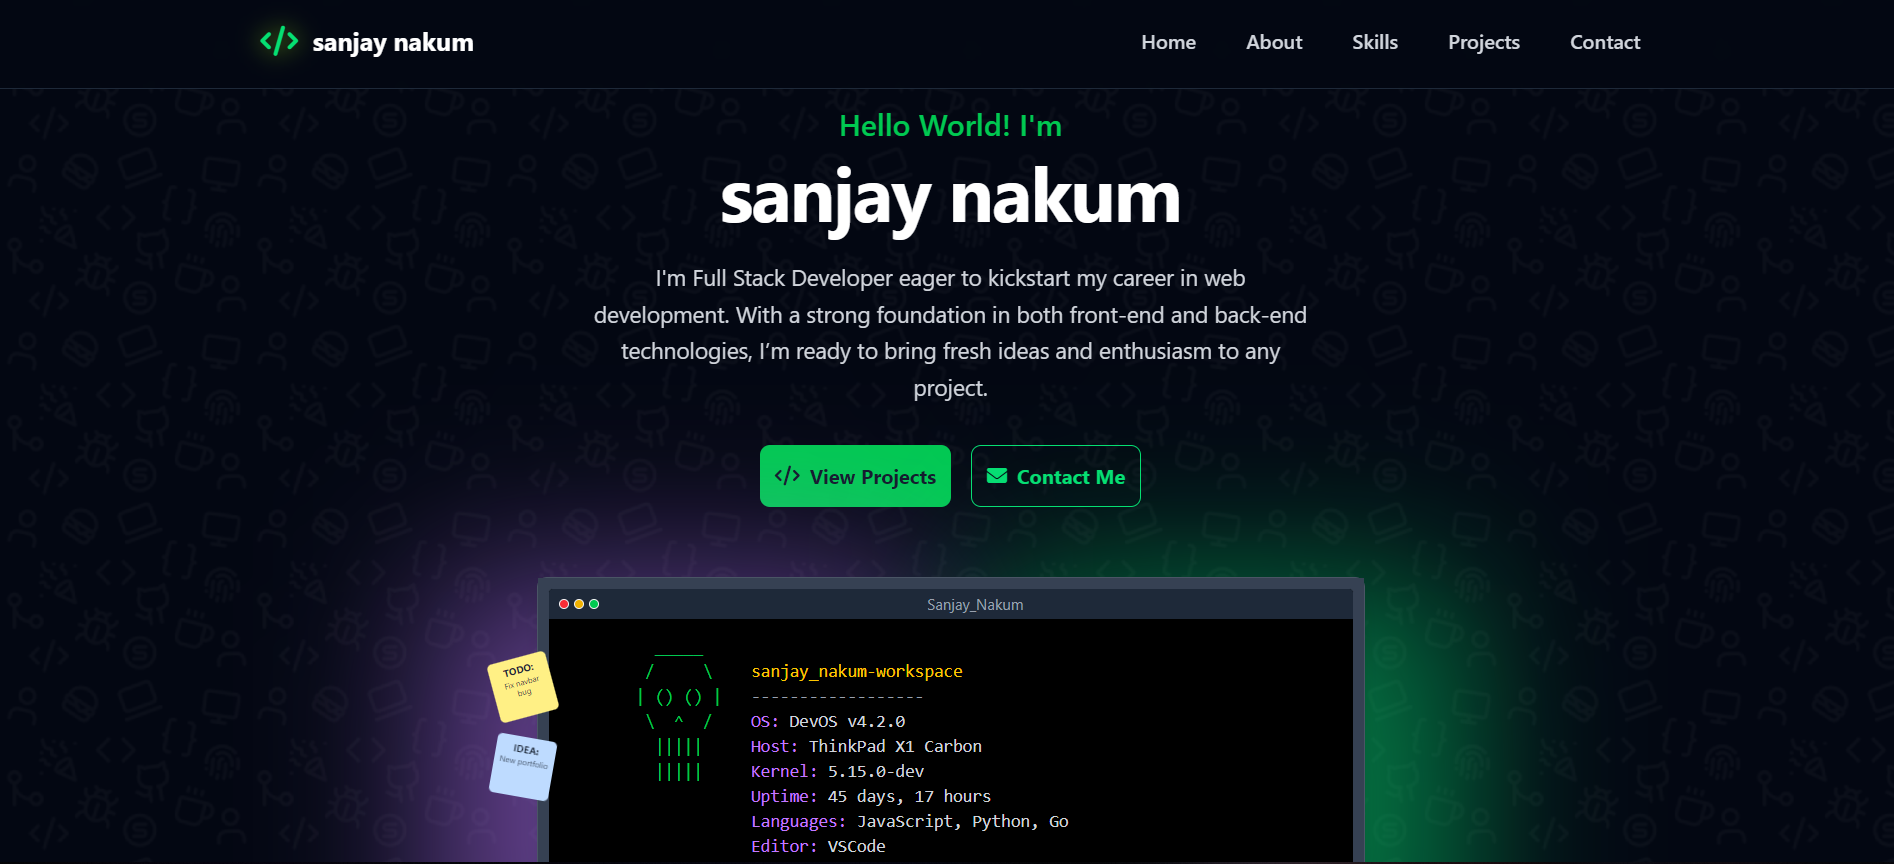 sanjay nakum
Home About Skills Projects Contact
Hello World! I'm
sanjay nakum
I'm Full Stack Developer eager to kickstart my career in web
development. With a strong foundation in both front-end and back-end
technologies, I’m ready to bring fresh ideas and enthusiasm to any
project.
</> View Projects
Contact Me
Sanjay_Nakum
TODO:
Fix navbar
bug
IDEA:
New portfolio
  _____
 /     \
| () () |
 \  ^  /
  |||||
  |||||
sanjay_nakum-workspace
------------------
OS: DevOS v4.2.0
Host: ThinkPad X1 Carbon
Kernel: 5.15.0-dev
Uptime: 45 days, 17 hours
Languages: JavaScript, Python, Go
Editor: VSCode